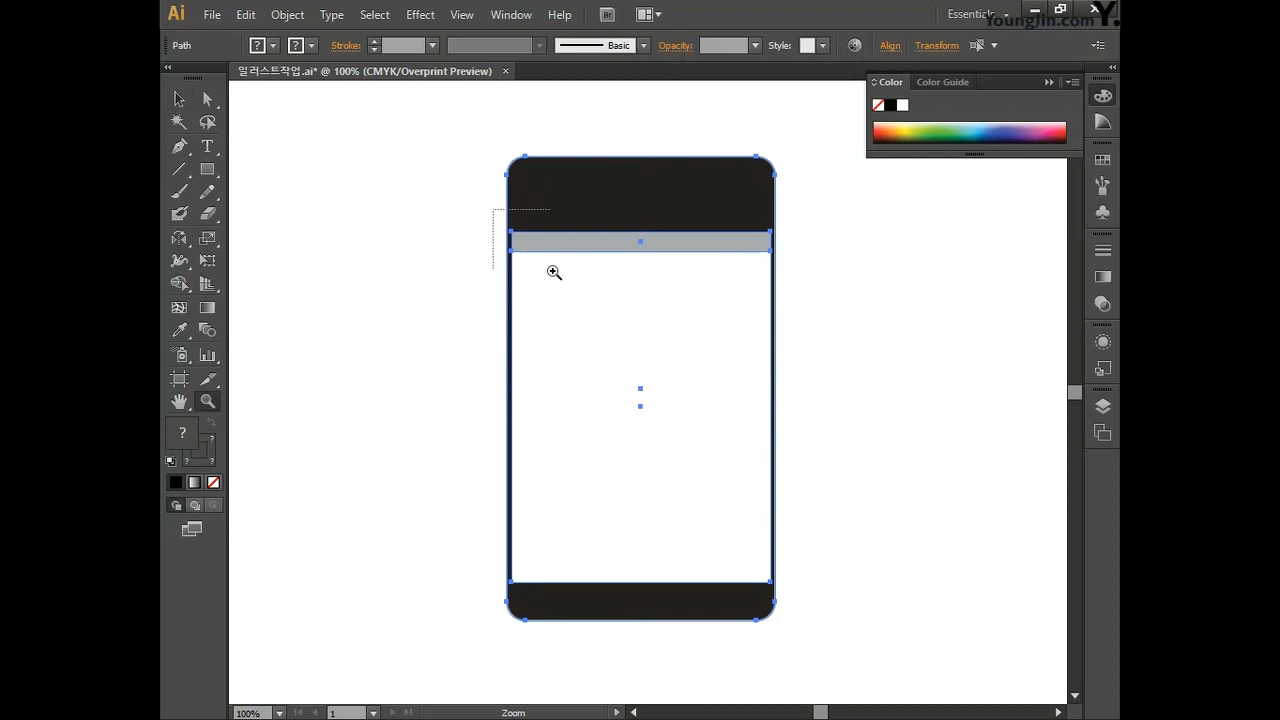 Ai File Edit Object Type Select Effect View Window Help Br Essentials
YoungJin.com Y.
Path ? ? Stroke: Basic Opacity: Style: Align Transform
일러스트작업.ai* @ 100% (CMYK/Overprint Preview) ×
Color Color Guide
T
?
? ? ?
100% 1 Zoom